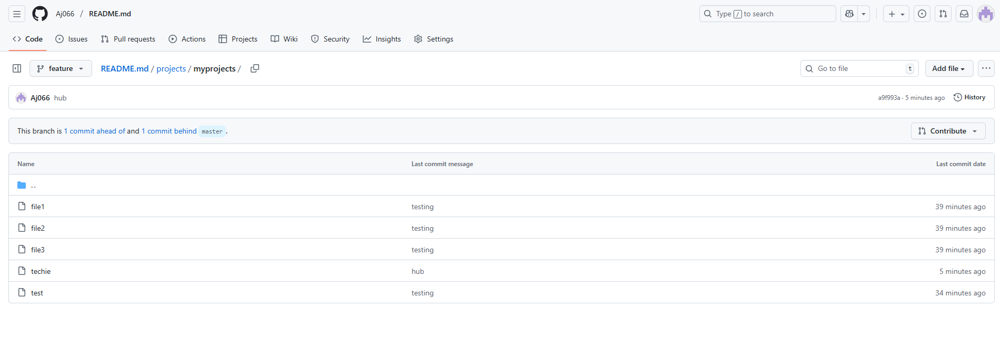 Aj066 / README.md Type / to search
Code Issues Pull requests Actions Projects Wiki Security Insights Settings
feature README.md / projects / myprojects / Go to file t Add file ...
Aj066 hub a9f993a · 5 minutes ago History
This branch is 1 commit ahead of and 1 commit behind master . Contribute
Name Last commit message Last commit date
..
file1 testing 39 minutes ago
file2 testing 39 minutes ago
file3 testing 39 minutes ago
techie hub 5 minutes ago
test testing 34 minutes ago